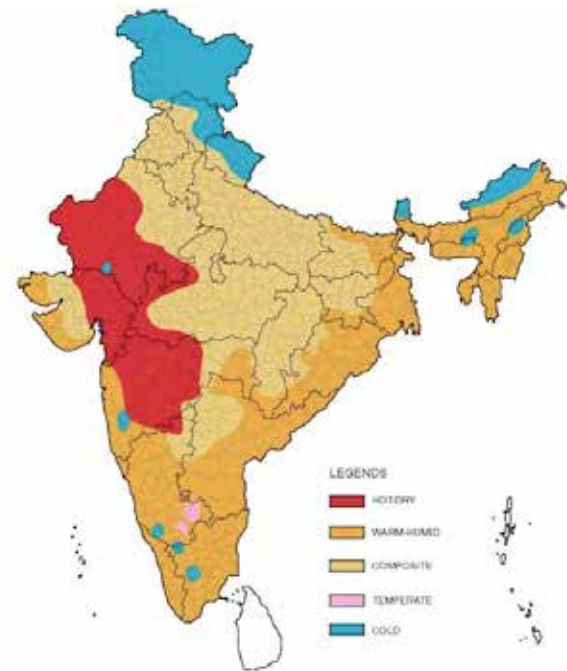 LEGENDS
HOT-DRY
WARM-HUMID
COMPOSITE
TEMPERATE
COLD